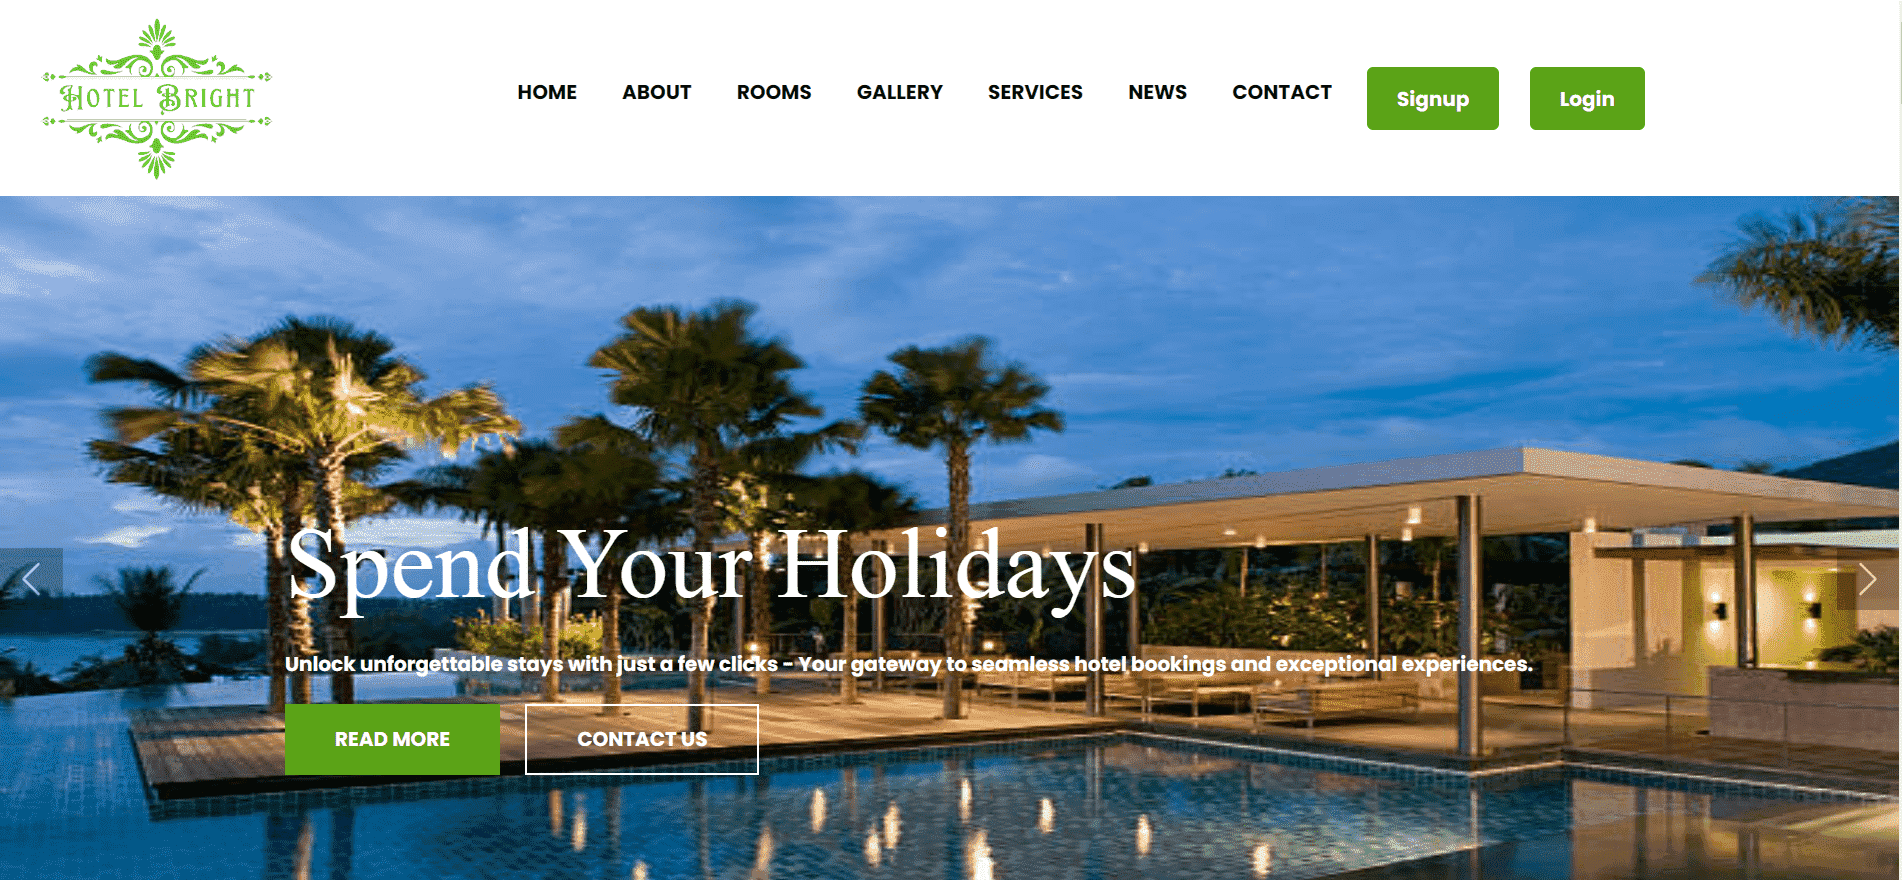 HOTEL BRIGHT
HOME ABOUT ROOMS GALLERY SERVICES NEWS CONTACT Signup Login
Spend Your Holidays
Unlock unforgettable stays with just a few clicks - Your gateway to seamless hotel bookings and exceptional experiences.
READ MORE CONTACT US